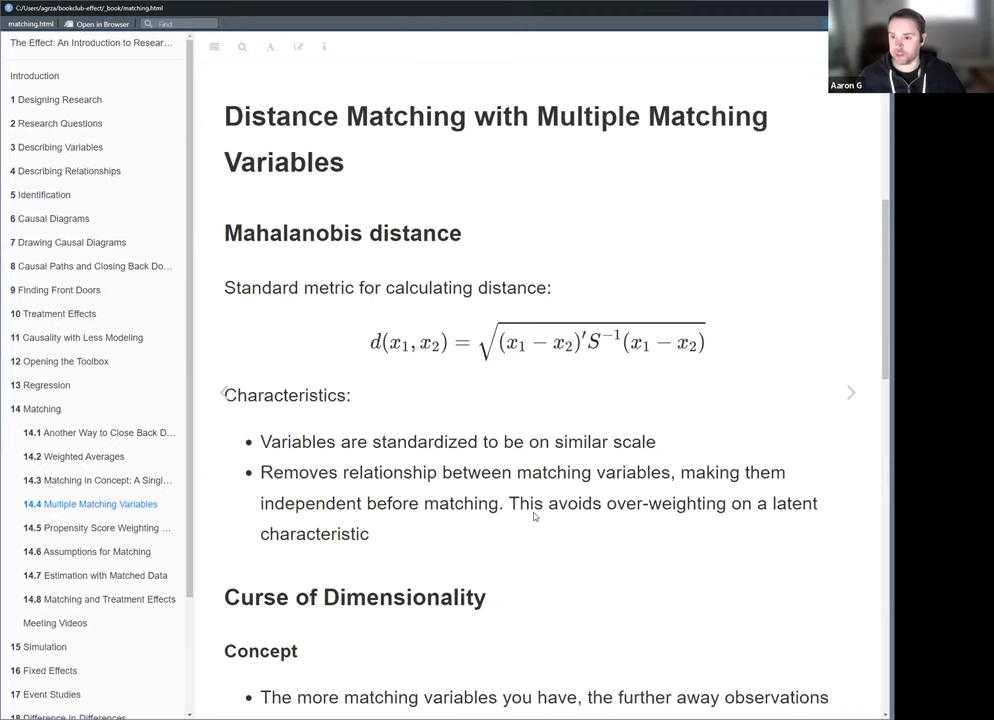 C:/Users/agrza/bookclub-effect/_book/matching.html
matching.html
Open in Browser
Find
The Effect: An Introduction to Resear…
Introduction
1 Designing Research
2 Research Questions
3 Describing Variables
4 Describing Relationships
5 Identification
6 Causal Diagrams
7 Drawing Causal Diagrams
8 Causal Paths and Closing Back Do…
9 Finding Front Doors
10 Treatment Effects
11 Causality with Less Modeling
12 Opening the Toolbox
13 Regression
14 Matching
14.1 Another Way to Close Back D…
14.2 Weighted Averages
14.3 Matching in Concept: A Singl…
14.4 Multiple Matching Variables
14.5 Propensity Score Weighting …
14.6 Assumptions for Matching
14.7 Estimation with Matched Data
14.8 Matching and Treatment Effects
Meeting Videos
15 Simulation
16 Fixed Effects
17 Event Studies
18 Difference in Differences
A
i
Aaron G
Distance Matching with Multiple Matching
Variables
Mahalanobis distance
Standard metric for calculating distance:
d(x₁, x₂) = √(x₁ − x₂)′S⁻¹(x₁ − x₂)
Characteristics:
• Variables are standardized to be on similar scale
• Removes relationship between matching variables, making them
independent before matching. This avoids over-weighting on a latent
characteristic
Curse of Dimensionality
Concept
• The more matching variables you have, the further away observations